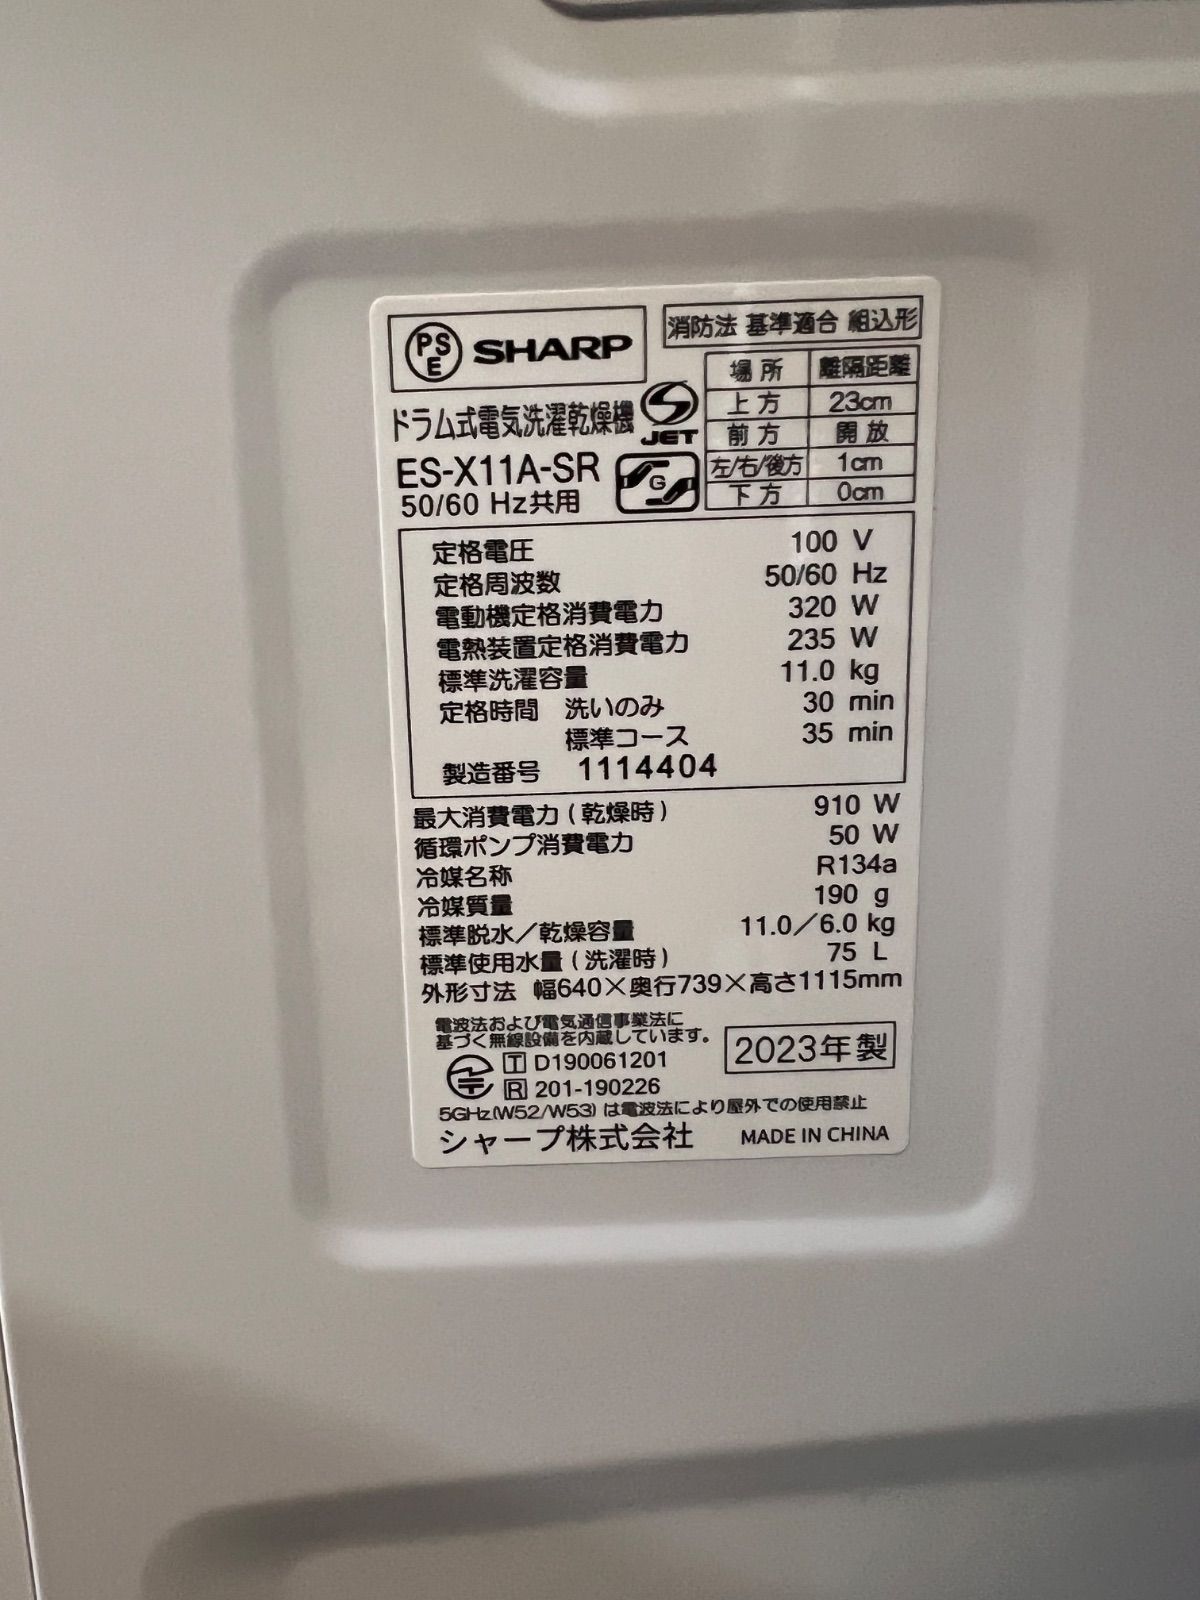 PSE SHARP
消防法 基準適合 組込形
場所 離隔距離
上方 23cm
前方 開放
左/右/後方 1cm
下方 0cm
ドラム式電気洗濯乾燥機
JET
ES-X11A-SR
G
50/60 Hz共用
定格電圧 100 V
定格周波数 50/60 Hz
電動機定格消費電力 320 W
電熱装置定格消費電力 235 W
標準洗濯容量 11.0 kg
定格時間 洗いのみ 30 min
標準コース 35 min
製造番号 1114404
最大消費電力(乾燥時) 910 W
循環ポンプ消費電力 50 W
冷媒名称 R134a
冷媒質量 190 g
標準脱水/乾燥容量 11.0/6.0 kg
標準使用水量(洗濯時) 75 L
外形寸法 幅640×奥行739×高さ1115mm
電波法および電気通信事業法に
基づく無線設備を内蔵しています。
T D190061201
R 201-190226
2023年製
5GHz(W52/W53)は電波法により屋外での使用禁止
シャープ株式会社 MADE IN CHINA